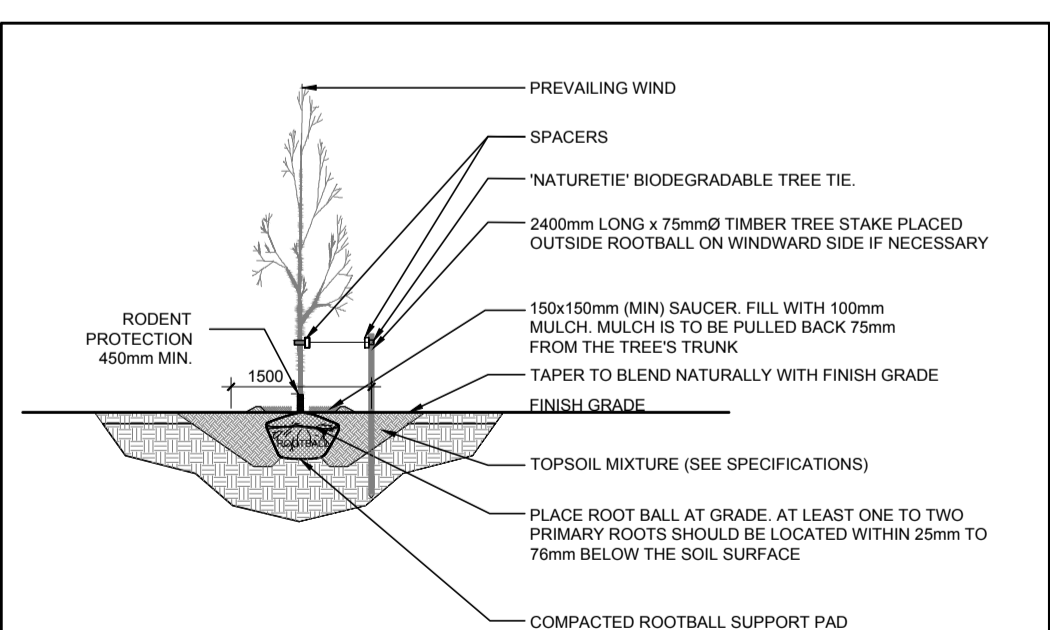 PREVAILING WIND
SPACERS
'NATURETIE' BIODEGRADABLE TREE TIE.
2400mm LONG x 75mmØ TIMBER TREE STAKE PLACED
OUTSIDE ROOTBALL ON WINDWARD SIDE IF NECESSARY
150x150mm (MIN) SAUCER. FILL WITH 100mm
MULCH. MULCH IS TO BE PULLED BACK 75mm
FROM THE TREE'S TRUNK
RODENT
PROTECTION
450mm MIN.
1500
TAPER TO BLEND NATURALLY WITH FINISH GRADE
FINISH GRADE
ROOTBALL
TOPSOIL MIXTURE (SEE SPECIFICATIONS)
PLACE ROOT BALL AT GRADE. AT LEAST ONE TO TWO
PRIMARY ROOTS SHOULD BE LOCATED WITHIN 25mm TO
76mm BELOW THE SOIL SURFACE
COMPACTED ROOTBALL SUPPORT PAD